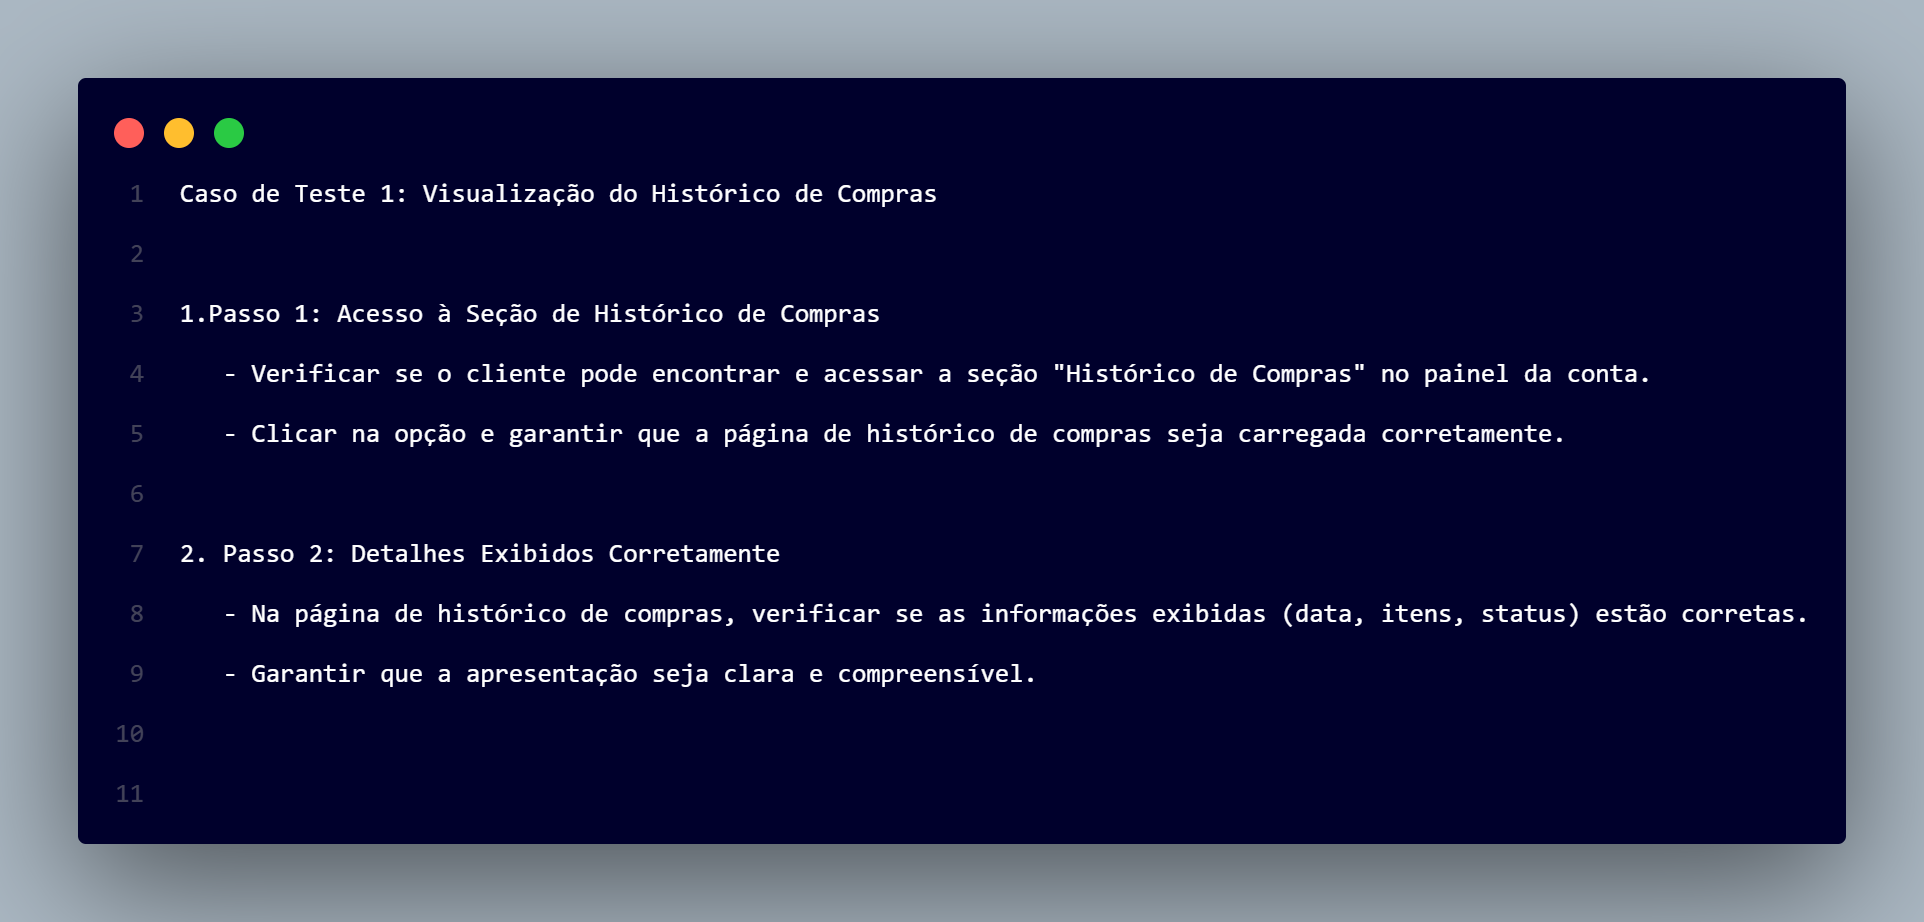 1 Caso de Teste 1: Visualização do Histórico de Compras
2
3 1.Passo 1: Acesso à Seção de Histórico de Compras
4 - Verificar se o cliente pode encontrar e acessar a seção "Histórico de Compras" no painel da conta.
5 - Clicar na opção e garantir que a página de histórico de compras seja carregada corretamente.
6
7 2. Passo 2: Detalhes Exibidos Corretamente
8 - Na página de histórico de compras, verificar se as informações exibidas (data, itens, status) estão corretas.
9 - Garantir que a apresentação seja clara e compreensível.
10
11